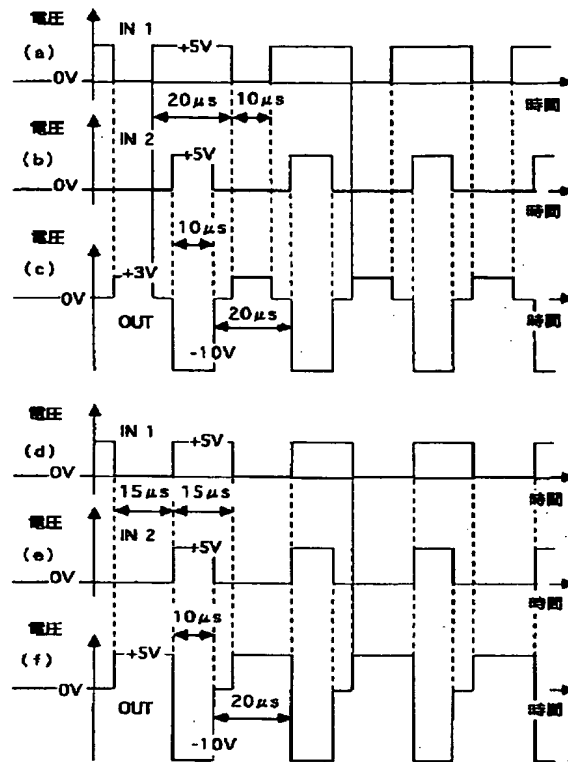 電圧
IN 1
(a)
+5V
0V
20μs
10μs
時間
電圧
IN 2
(b)
+5V
0V
時間
電圧
10μs
(c)
+3V
0V
20μs
時間
OUT
-10V
電圧
IN 1
(d)
+5V
0V
15μs
15μs
時間
電圧
IN 2
(e)
+5V
0V
時間
電圧
10μs
(f)
+5V
0V
20μs
時間
OUT
-10V